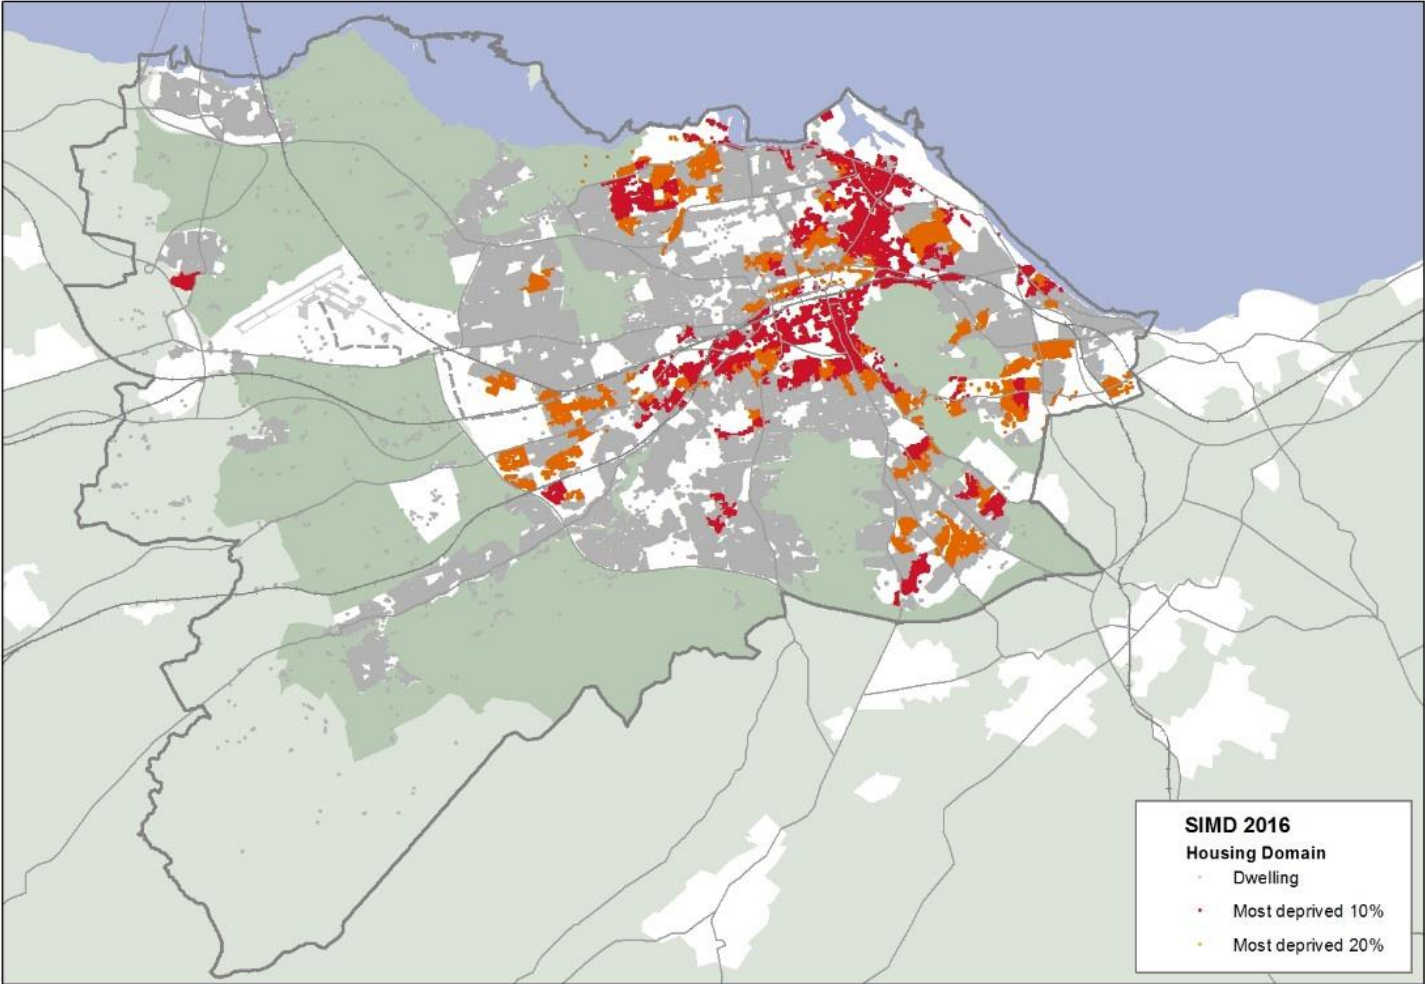 SIMD 2016
Housing Domain
Dwelling
Most deprived 10%
Most deprived 20%